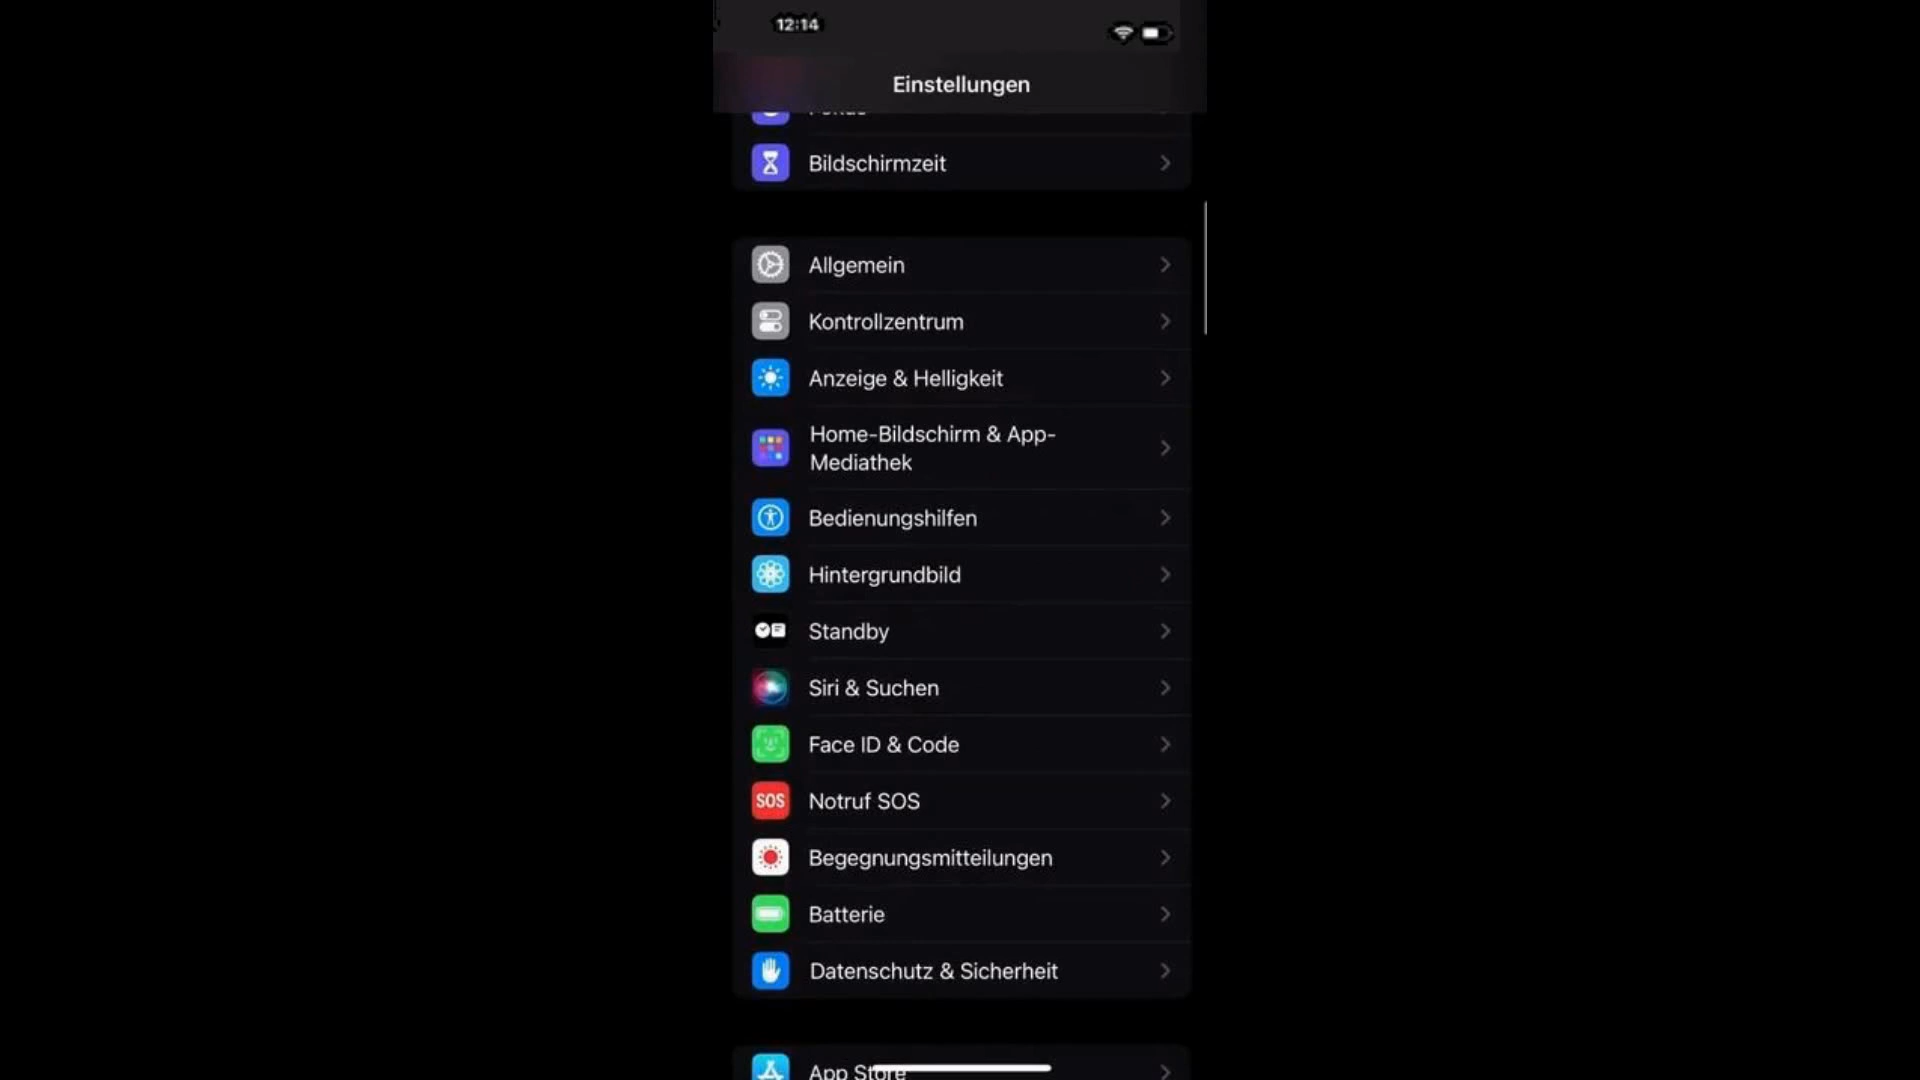 12:14
Einstellungen
Bildschirmzeit
Allgemein
Kontrollzentrum
Anzeige & Helligkeit
Home-Bildschirm & App-
Mediathek
Bedienungshilfen
Hintergrundbild
Standby
Siri & Suchen
Face ID & Code
SOS Notruf SOS
Begegnungsmitteilungen
Batterie
Datenschutz & Sicherheit
App Store